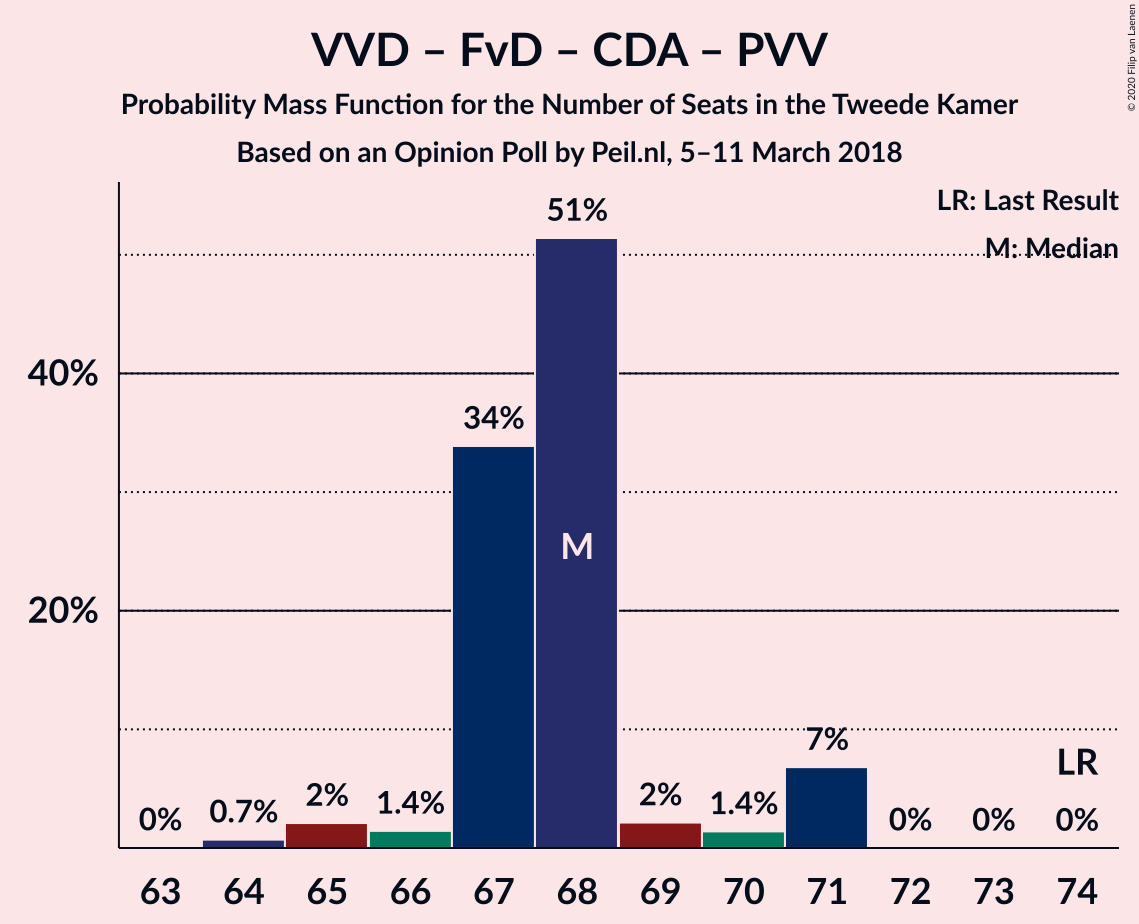 VVD – FvD – CDA – PVV
Probability Mass Function for the Number of Seats in the Tweede Kamer
Based on an Opinion Poll by Peil.nl, 5–11 March 2018
© 2020 Filip van Laenen
LR: Last Result
M: Median
51%
40%
34%
M
20%
7%
LR
0% 0.7% 2% 1.4% 2% 1.4% 0% 0% 0%
63 64 65 66 67 68 69 70 71 72 73 74